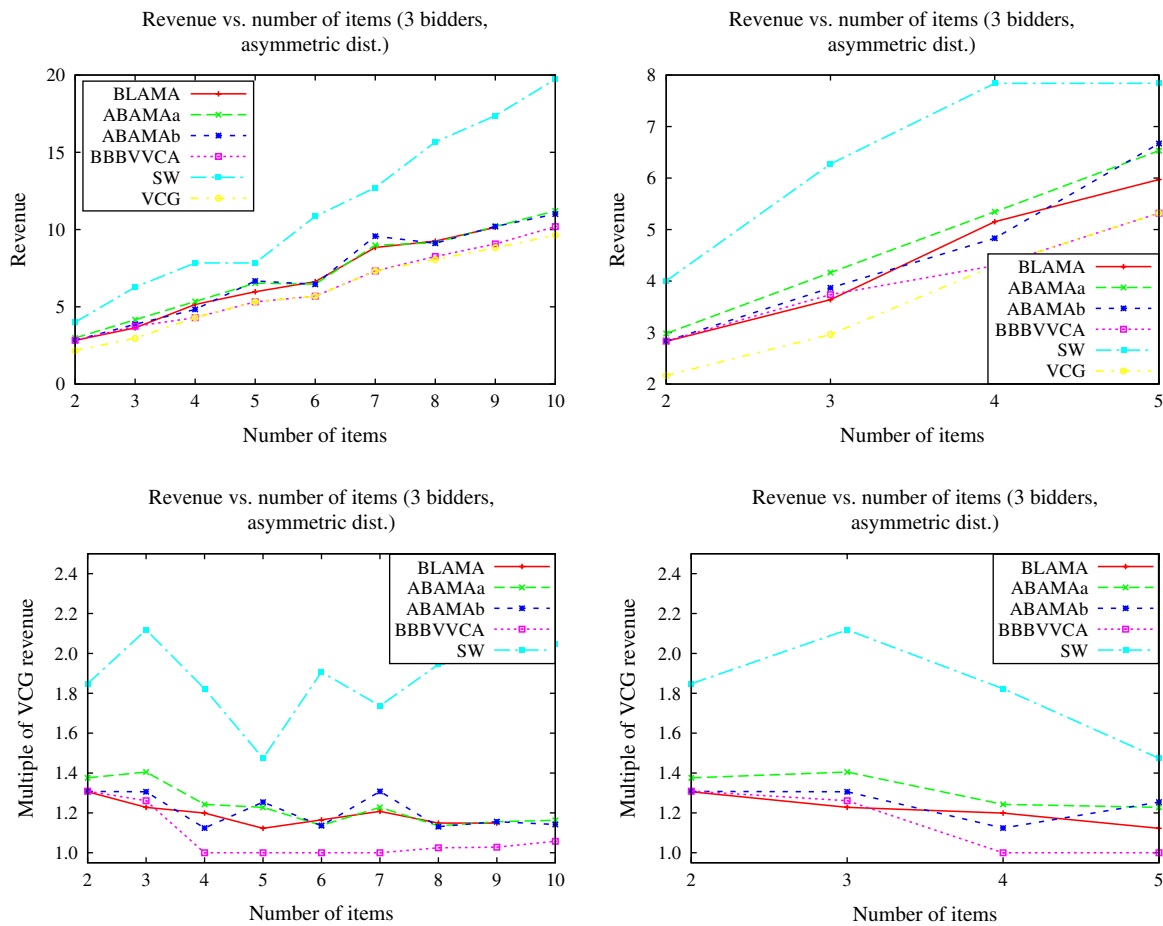 Revenue vs. number of items (3 bidders,
asymmetric dist.)
20
15
10
5
0
Revenue
BLAMA
ABAMAa
ABAMAb
BBBVVCA
SW
VCG
2 3 4 5 6 7 8 9 10
Number of items
Revenue vs. number of items (3 bidders,
asymmetric dist.)
8
7
6
5
4
3
2
Revenue
BLAMA
ABAMAa
ABAMAb
BBBVVCA
SW
VCG
2 3 4 5
Number of items
Revenue vs. number of items (3 bidders,
asymmetric dist.)
2.4
2.2
2.0
1.8
1.6
1.4
1.2
1.0
Multiple of VCG revenue
BLAMA
ABAMAa
ABAMAb
BBBVVCA
SW
2 3 4 5 6 7 8 9 10
Number of items
Revenue vs. number of items (3 bidders,
asymmetric dist.)
2.4
2.2
2.0
1.8
1.6
1.4
1.2
1.0
Multiple of VCG revenue
BLAMA
ABAMAa
ABAMAb
BBBVVCA
SW
2 3 4 5
Number of items